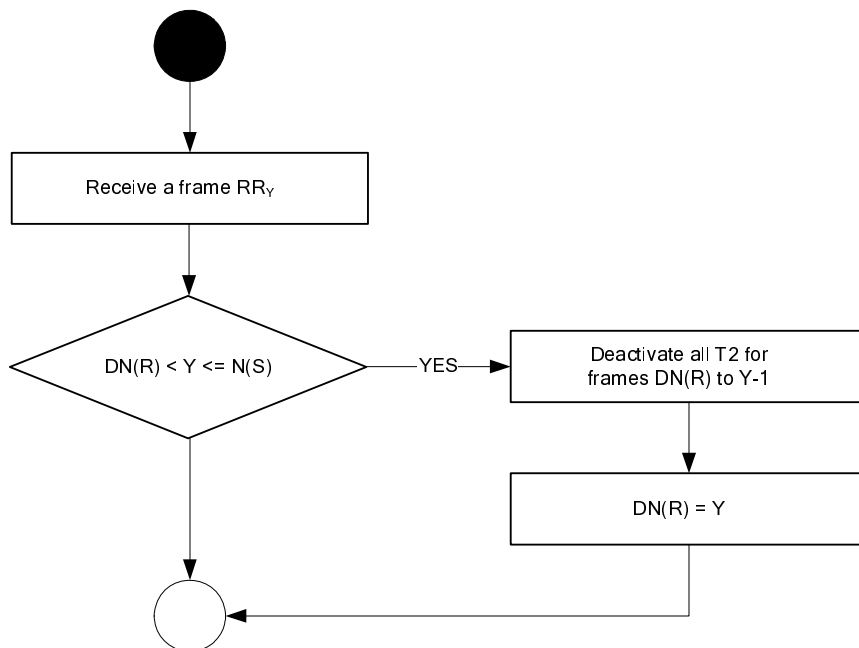 Receive a frame RRY
DN(R) < Y <= N(S)
YES
Deactivate all T2 for
frames DN(R) to Y-1
DN(R) = Y